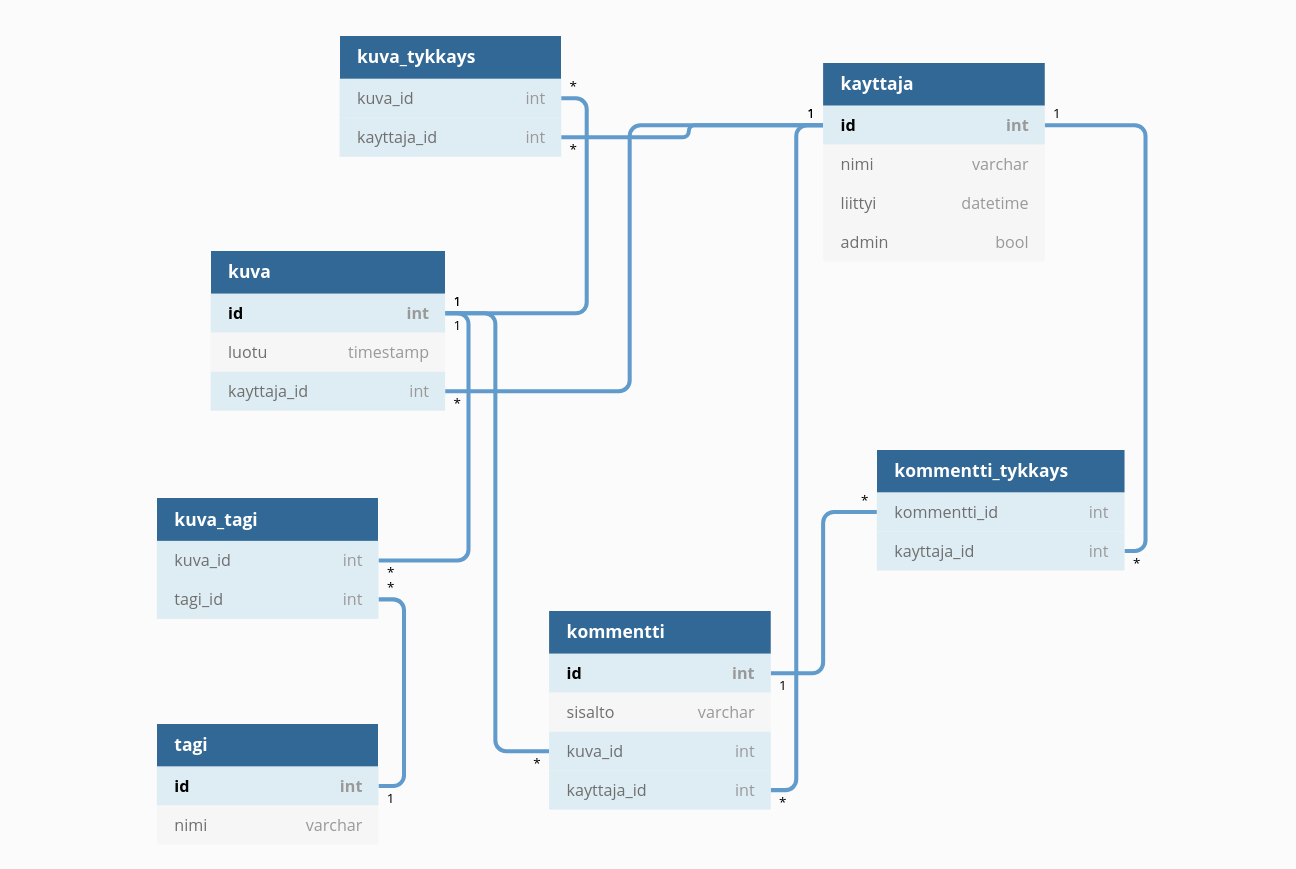 kuva_tykkays
kuva_id int
kayttaja_id int
*
*
kayttaja
id int
nimi varchar
liittyi datetime
admin bool
1
1
kuva
id int
luotu timestamp
kayttaja_id int
1
1
*
kuva_tagi
kuva_id int
tagi_id int
*
*
kommentti_tykkays
kommentti_id int
kayttaja_id int
*
*
kommentti
id int
sisalto varchar
kuva_id int
kayttaja_id int
1
*
*
tagi
id int
nimi varchar
1